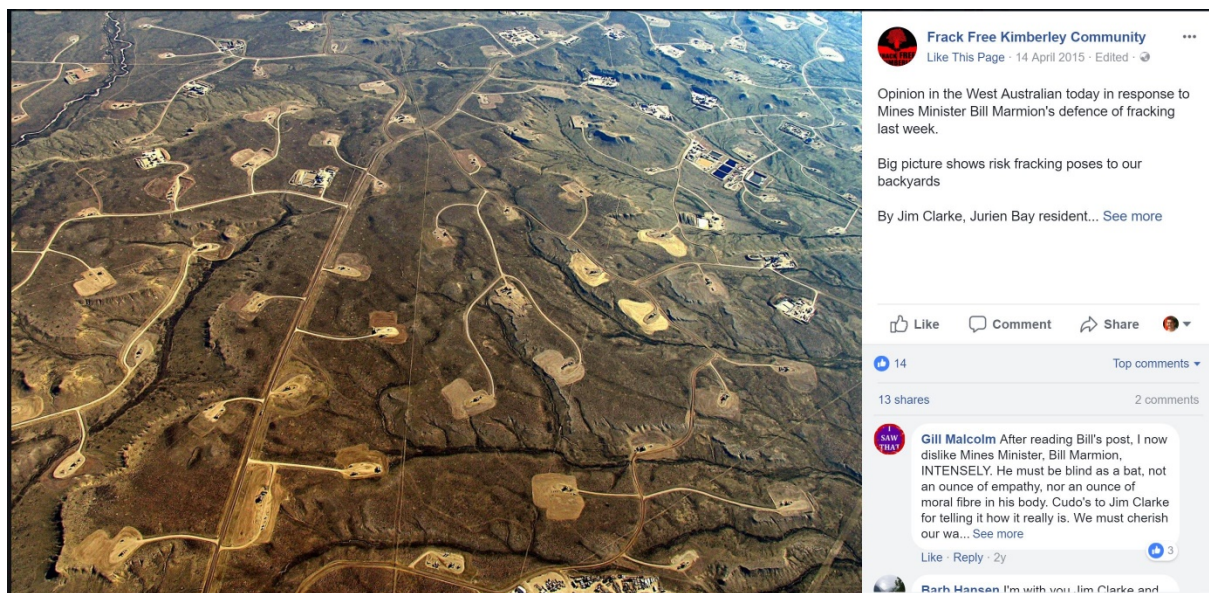 Frack Free Kimberley Community
Like This Page · 14 April 2015 · Edited ·
Opinion in the West Australian today in response to
Mines Minister Bill Marmion's defence of fracking
last week.
Big picture shows risk fracking poses to our
backyards
By Jim Clarke, Jurien Bay resident... See more
Like Comment Share
14 Top comments
13 shares 2 comments
I
SAW
THAT
Gill Malcolm After reading Bill's post, I now
dislike Mines Minister, Bill Marmion,
INTENSELY. He must be blind as a bat, not
an ounce of empathy, nor an ounce of
moral fibre in his body. Cudo's to Jim Clarke
for telling it how it really is. We must cherish
our wa... See more
3
Like · Reply · 2y
Barb Hansen I'm with you Jim Clarke and